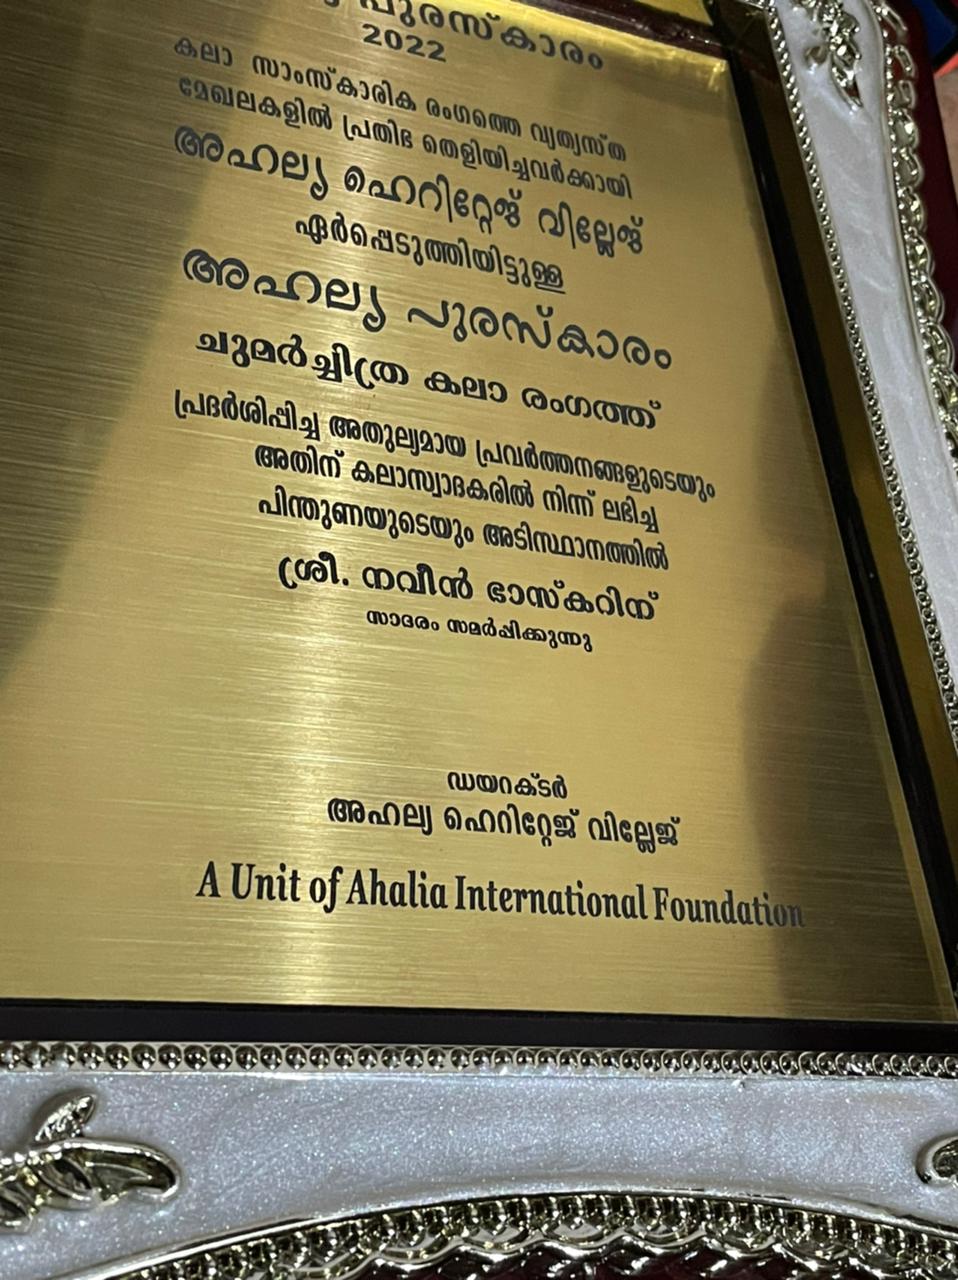 പുരസ്കാരം
2022
കലാ സാംസ്കാരിക രംഗത്തെ വ്യത്യസ്ത
മേഖലകളിൽ പ്രതിഭ തെളിയിച്ചവർക്കായി
അഹല്യ ഹെറിറ്റേജ് വില്ലേജ്
ഏർപ്പെടുത്തിയിട്ടുള്ള
അഹല്യ പുരസ്കാരം
ചുമർച്ചിത്ര കലാ രംഗത്ത്
പ്രദർശിപ്പിച്ച അതുല്യമായ പ്രവർത്തനങ്ങളുടെയും
അതിന് കലാസ്വാദകരിൽ നിന്ന് ലഭിച്ച
പിന്തുണയുടെയും അടിസ്ഥാനത്തിൽ
ശ്രീ. നവീൻ ഭാസ്കറിന്
സാദരം സമർപ്പിക്കുന്നു
ഡയറക്ടർ
അഹല്യ ഹെറിറ്റേജ് വില്ലേജ്
A Unit of Ahalia International Foundation